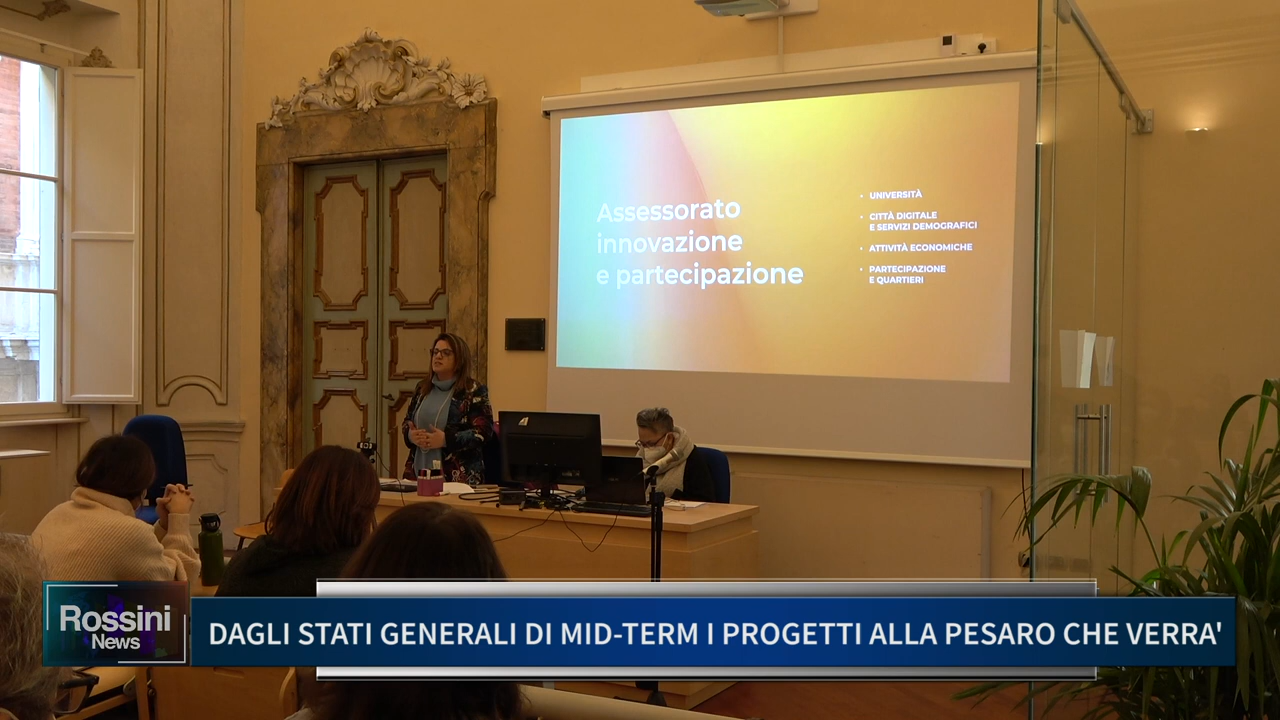 Assessorato
innovazione
e partecipazione
• UNIVERSITÀ
• CITTÀ DIGITALE
E SERVIZI DEMOGRAFICI
• ATTIVITÀ ECONOMICHE
• PARTECIPAZIONE
E QUARTIERI
Rossini
News
DAGLI STATI GENERALI DI MID-TERM I PROGETTI ALLA PESARO CHE VERRA'